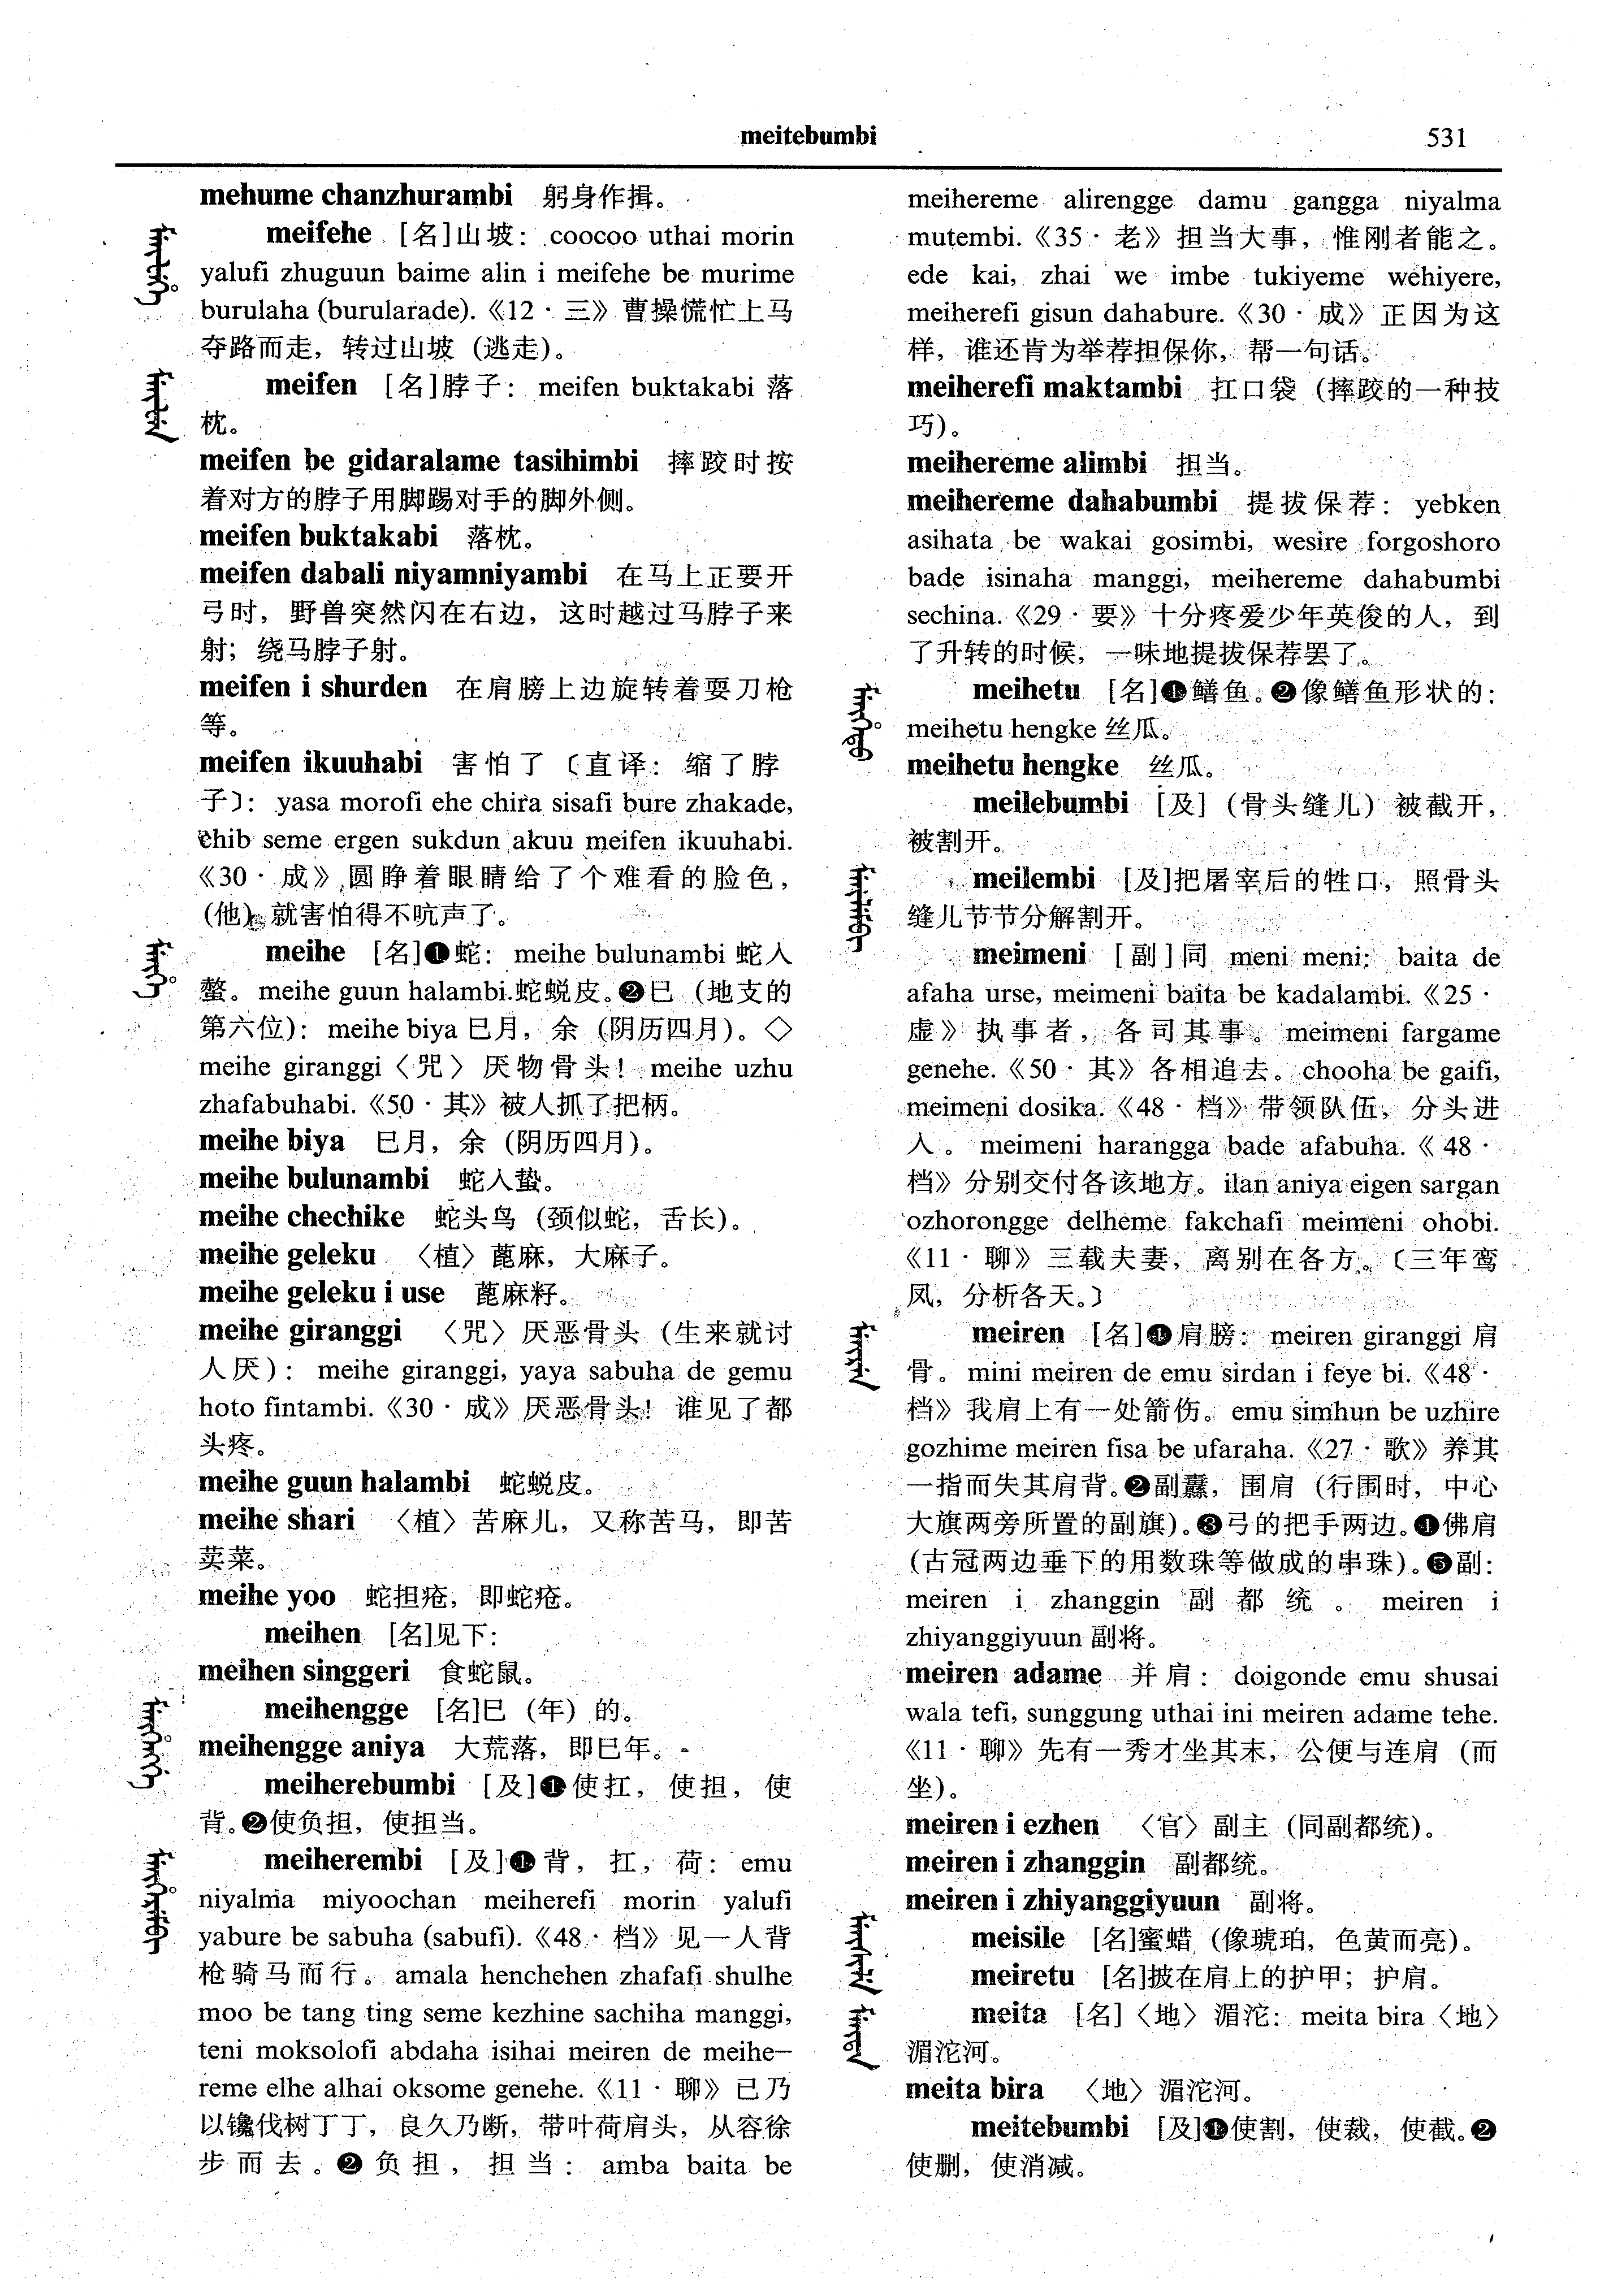 meitebumbi
531
mehume chanzhurambi 躬身作揖。
meifehe [名]山坡: coocoo uthai morin
yalufi zhuguun baime alin i meifehe be murime
burulaha (burularade).《12·三》曹操慌忙上马
夺路而走, 转过山坡 (逃走)。
meifen [名]脖子: meifen buktakabi 落
枕。
meifen be gidaralame tasihimbi 摔跤时按
着对方的脖子用脚踢对手的脚外侧。
meifen buktakabi 落枕。
meifen dabali niyamniyambi 在马上正要开
弓时, 野兽突然闪在右边, 这时越过马脖子来
射; 绕马脖子射。
meifen i shurden 在肩膀上边旋转着耍刀枪
等。
meifen ikuuhabi 害怕了〔直译: 缩了脖
子〕: yasa morofi ehe chira sisafi bure zhakade,
chib seme ergen sukdun akuu meifen ikuuhabi.
《30·成》圆睁着眼睛给了个难看的脸色,
(他) 就害怕得不吭声了。
meihe [名]❶蛇: meihe bulunambi 蛇入
螫。meihe guun halambi.蛇蜕皮。❷巳 (地支的
第六位): meihe biya 巳月, 余 (阴历四月)。◇
meihe giranggi〈咒〉厌物骨头! meihe uzhu
zhafabuhabi.《50·其》被人抓了把柄。
meihe biya 巳月, 余 (阴历四月)。
meihe bulunambi 蛇入蛰。
meihe chechike 蛇头鸟 (颈似蛇, 舌长)。
meihe geleku 〈植〉蓖麻, 大麻子。
meihe geleku i use 蓖麻籽。
meihe giranggi 〈咒〉厌恶骨头 (生来就讨
人厌): meihe giranggi, yaya sabuha de gemu
hoto fintambi.《30·成》厌恶骨头! 谁见了都
头疼。
meihe guun halambi 蛇蜕皮。
meihe shari 〈植〉苦麻儿, 又称苦马, 即苦
荬菜。
meihe yoo 蛇担疮, 即蛇疮。
meihen [名]见下:
meihen singgeri 食蛇鼠。
meihengge [名]巳 (年) 的。
meihengge aniya 大荒落, 即巳年。
meiherebumbi [及]❶使扛, 使担, 使
背。❷使负担, 使担当。
meiherembi [及]❶背, 扛, 荷: emu
niyalma miyoochan meiherefi morin yalufi
yabure be sabuha (sabufi).《48·档》见一人背
枪骑马而行。amala henchehen zhafafi shulhe
moo be tang ting seme kezhine sachiha manggi,
teni moksolofi abdaha isihai meiren de meihe-
reme elhe alhai oksome genehe.《11·聊》已乃
以镵伐树丁丁, 良久乃断, 带叶荷肩头, 从容徐
步而去。❷负担, 担当: amba baita be
meihereme alirengge damu gangga niyalma
mutembi.《35·老》担当大事, 惟刚者能之。
ede kai, zhai we imbe tukiyeme wehiyere,
meiherefi gisun dahabure.《30·成》正因为这
样, 谁还肯为举荐担保你, 帮一句话。
meiherefi maktambi 扛口袋 (摔跤的一种技
巧)。
meihereme alimbi 担当。
meihereme dahabumbi 提拔保荐: yebken
asihata be wakai gosimbi, wesire forgoshoro
bade isinaha manggi, meihereme dahabumbi
sechina.《29·要》十分疼爱少年英俊的人, 到
了升转的时候, 一味地提拔保荐罢了。
meihetu [名]❶鳝鱼。❷像鳝鱼形状的:
meihetu hengke 丝瓜。
meihetu hengke 丝瓜。
meilebumbi [及] (骨头缝儿) 被截开,
被割开。
meilembi [及]把屠宰后的牲口, 照骨头
缝儿节节分解割开。
meimeni [副]同 meni meni: baita de
afaha urse, meimeni baita be kadalambi.《25·
虚》执事者, 各司其事。meimeni fargame
genehe.《50·其》各相追去。chooha be gaifi,
meimeni dosika.《48·档》带领队伍, 分头进
入。meimeni harangga bade afabuha.《48·
档》分别交付各该地方。ilan aniya eigen sargan
ozhorongge delheme fakchafi meimeni ohobi.
《11·聊》三载夫妻, 离别在各方。〔三年鸾
凤, 分析各天。〕
meiren [名]❶肩膀: meiren giranggi 肩
骨。mini meiren de emu sirdan i feye bi.《48·
档》我肩上有一处箭伤。emu simhun be uzhire
gozhime meiren fisa be ufaraha.《27·歌》养其
一指而失其肩背。❷副纛, 围肩 (行围时, 中心
大旗两旁所置的副旗)。❸弓的把手两边。❹佛肩
(古冠两边垂下的用数珠等做成的串珠)。❺副:
meiren i zhanggin 副都统。meiren i
zhiyanggiyuun 副将。
meiren adame 并肩: doigonde emu shusai
wala tefi, sunggung uthai ini meiren adame tehe.
《11·聊》先有一秀才坐其末, 公便与连肩 (而
坐)。
meiren i ezhen 〈官〉副主 (同副都统)。
meiren i zhanggin 副都统。
meiren i zhiyanggiyuun 副将。
meisile [名]蜜蜡 (像琥珀, 色黄而亮)。
meiretu [名]披在肩上的护甲; 护肩。
meita [名]〈地〉湄沱: meita bira〈地〉
湄沱河。
meita bira 〈地〉湄沱河。
meitebumbi [及]❶使割, 使裁, 使截。❷
使删, 使消减。